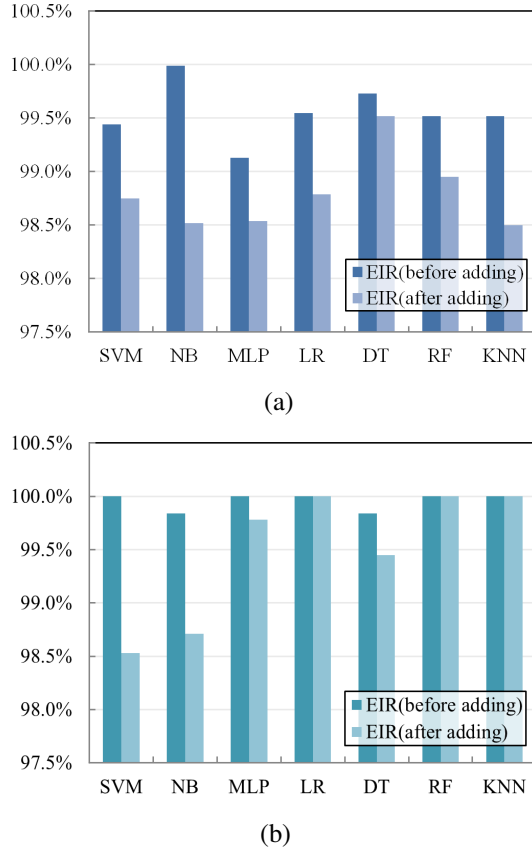 100.5%
100.0%
99.5%
99.0%
98.5%
98.0%
97.5%
EIR(before adding)
EIR(after adding)
SVM NB MLP LR DT RF KNN
(a)
100.5%
100.0%
99.5%
99.0%
98.5%
98.0%
97.5%
EIR(before adding)
EIR(after adding)
SVM NB MLP LR DT RF KNN
(b)